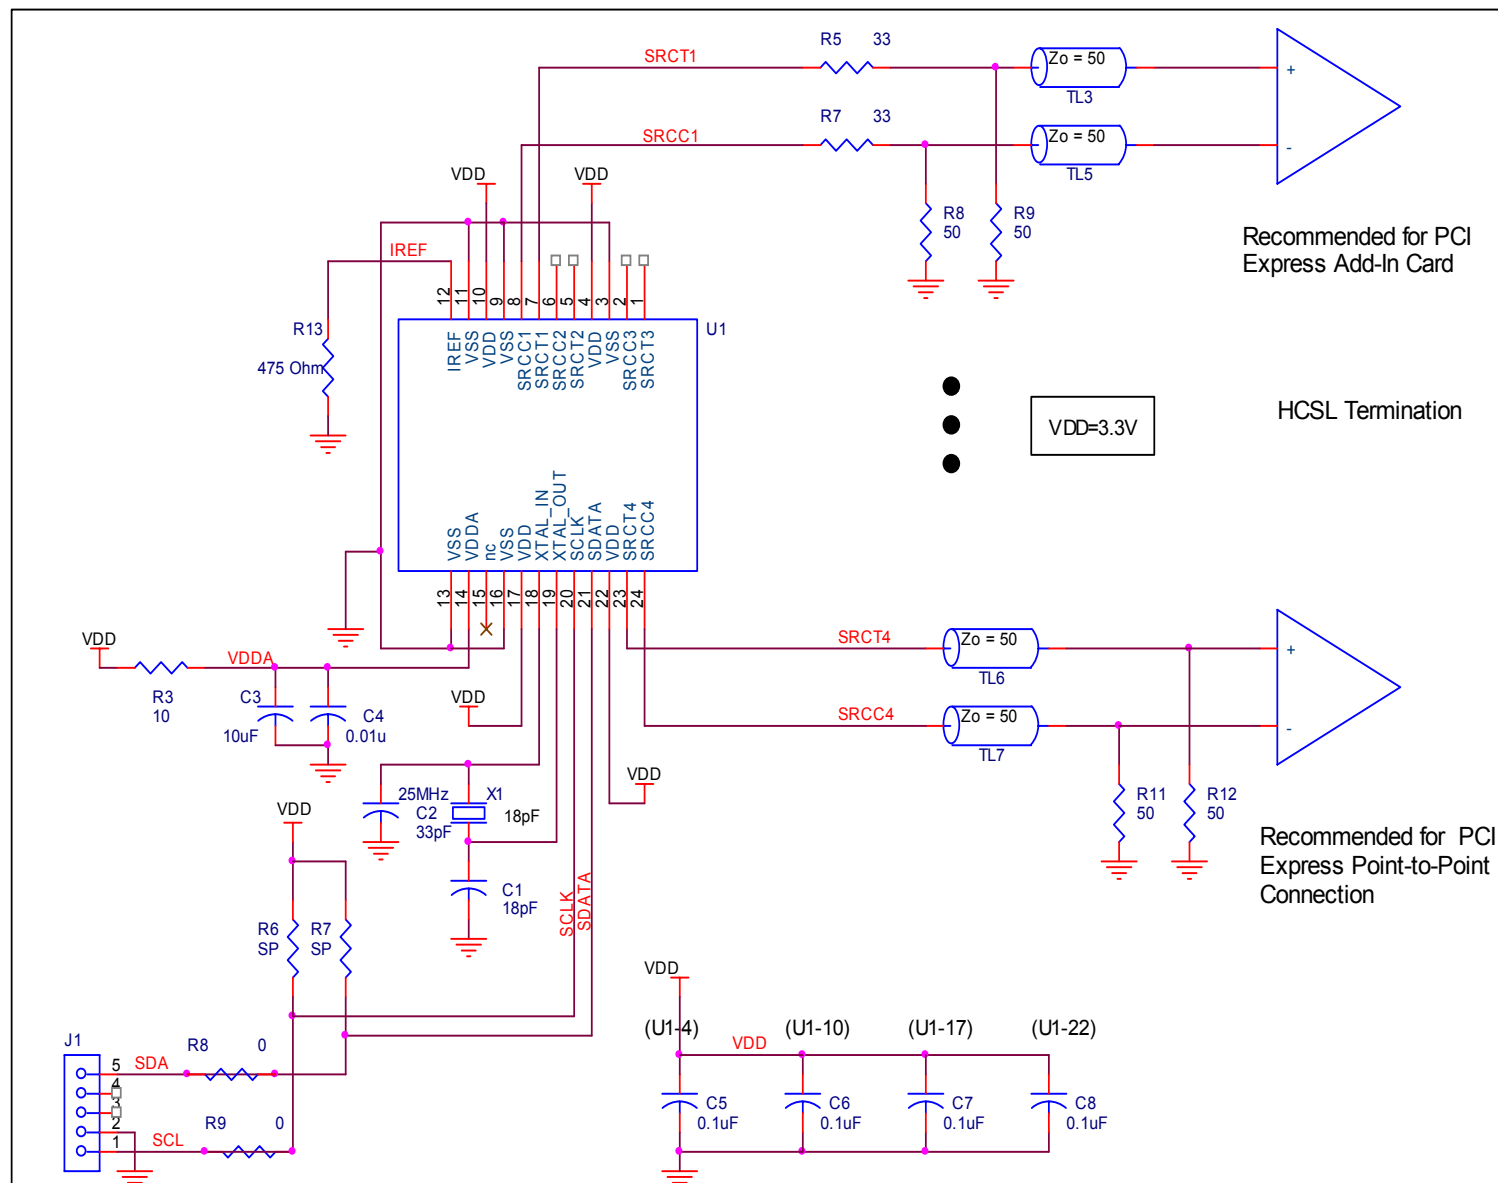 R5 33
SRCT1
Zo = 50
TL3
+
R7 33
SRCC1
Zo = 50
TL5
-
VDD
VDD
R8
50
R9
50
Recommended for PCI
Express Add-In Card
IREF
12 11 10 9 8 7 6 5 4 3 2 1
R13
475 Ohm
U1
IREF VSS VDD VSS SRCC1 SRCT1 SRCC2 SRCT2 VDD VSS SRCC3 SRCT3
VDD=3.3V
HCSL Termination
VSS VDDA nc VSS VDD XTAL_IN XTAL_OUT SCLK SDATA VDD SRCT4 SRCC4
13 14 15 16 17 18 19 20 21 22 23 24
VDD
VDDA
R3
10
C3
10uF
C4
0.01u
VDD
SRCT4
Zo = 50
TL6
+
SRCC4
Zo = 50
TL7
-
VDD
R11
50
R12
50
Recommended for PCI
Express Point-to-Point
Connection
25MHz
X1
C2
33pF
18pF
C1
18pF
SCLK
SDATA
VDD
R6
SP
R7
SP
J1
5
4
3
2
1
SDA
R8 0
SCL
R9 0
VDD
(U1-4) (U1-10) (U1-17) (U1-22)
VDD
C5
0.1uF
C6
0.1uF
C7
0.1uF
C8
0.1uF